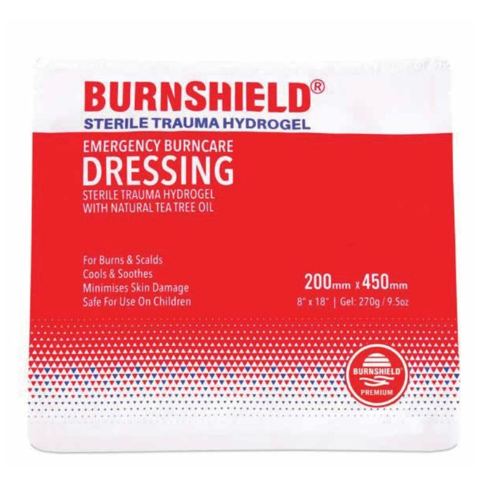 BURNSHIELD®
STERILE TRAUMA HYDROGEL
EMERGENCY BURNCARE
DRESSING
STERILE TRAUMA HYDROGEL
WITH NATURAL TEA TREE OIL
For Burns & Scalds
Cools & Soothes
Minimises Skin Damage
Safe For Use On Children
200mm x 450mm
8" x 18" | Gel: 270g / 9.5oz
BURNSHIELD®
PREMIUM